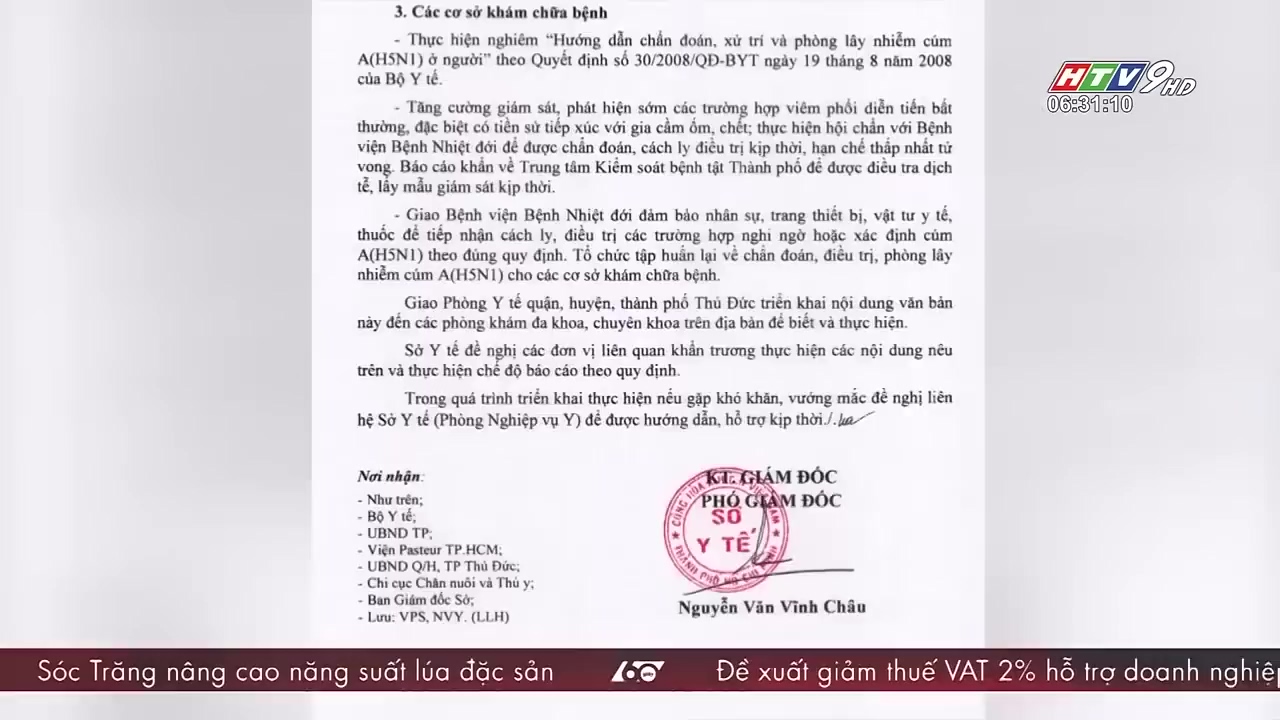 3. Các cơ sở khám chữa bệnh
- Thực hiện nghiêm “Hướng dẫn chẩn đoán, xử trí và phòng lây nhiễm cúm
A(H5N1) ở người” theo Quyết định số 30/2008/QĐ-BYT ngày 19 tháng 8 năm 2008
của Bộ Y tế.
- Tăng cường giám sát, phát hiện sớm các trường hợp viêm phổi diễn tiến bất
thường, đặc biệt có tiền sử tiếp xúc với gia cầm ốm, chết; thực hiện hội chẩn với Bệnh
viện Bệnh Nhiệt đới để được chẩn đoán, cách ly điều trị kịp thời, hạn chế thấp nhất tử
vong. Báo cáo khẩn về Trung tâm Kiểm soát bệnh tật Thành phố để được điều tra dịch
tễ, lấy mẫu giám sát kịp thời.
- Giao Bệnh viện Bệnh Nhiệt đới đảm bảo nhân sự, trang thiết bị, vật tư y tế,
thuốc để tiếp nhận cách ly, điều trị các trường hợp nghi ngờ hoặc xác định cúm
A(H5N1) theo đúng quy định. Tổ chức tập huấn lại về chẩn đoán, điều trị, phòng lây
nhiễm cúm A(H5N1) cho các cơ sở khám chữa bệnh.
Giao Phòng Y tế quận, huyện, thành phố Thủ Đức triển khai nội dung văn bản
này đến các phòng khám đa khoa, chuyên khoa trên địa bàn để biết và thực hiện.
Sở Y tế đề nghị các đơn vị liên quan khẩn trương thực hiện các nội dung nêu
trên và thực hiện chế độ báo cáo theo quy định.
Trong quá trình triển khai thực hiện nếu gặp khó khăn, vướng mắc đề nghị liên
hệ Sở Y tế (Phòng Nghiệp vụ Y) để được hướng dẫn, hỗ trợ kịp thời./.
Nơi nhận:
- Như trên;
- Bộ Y tế;
- UBND TP;
- Viện Pasteur TP.HCM;
- UBND Q/H, TP Thủ Đức;
- Chi cục Chăn nuôi và Thú y;
- Ban Giám đốc Sở;
- Lưu: VPS, NVY. (LLH)
KT. GIÁM ĐỐC
PHÓ GIÁM ĐỐC
SỞ
Y TẾ
THÀNH PHỐ HỒ CHÍ MINH
Nguyễn Văn Vĩnh Châu
HTV9 HD
06:31:10
Sóc Trăng nâng cao năng suất lúa đặc sản
60
Đề xuất giảm thuế VAT 2% hỗ trợ doanh nghiệp